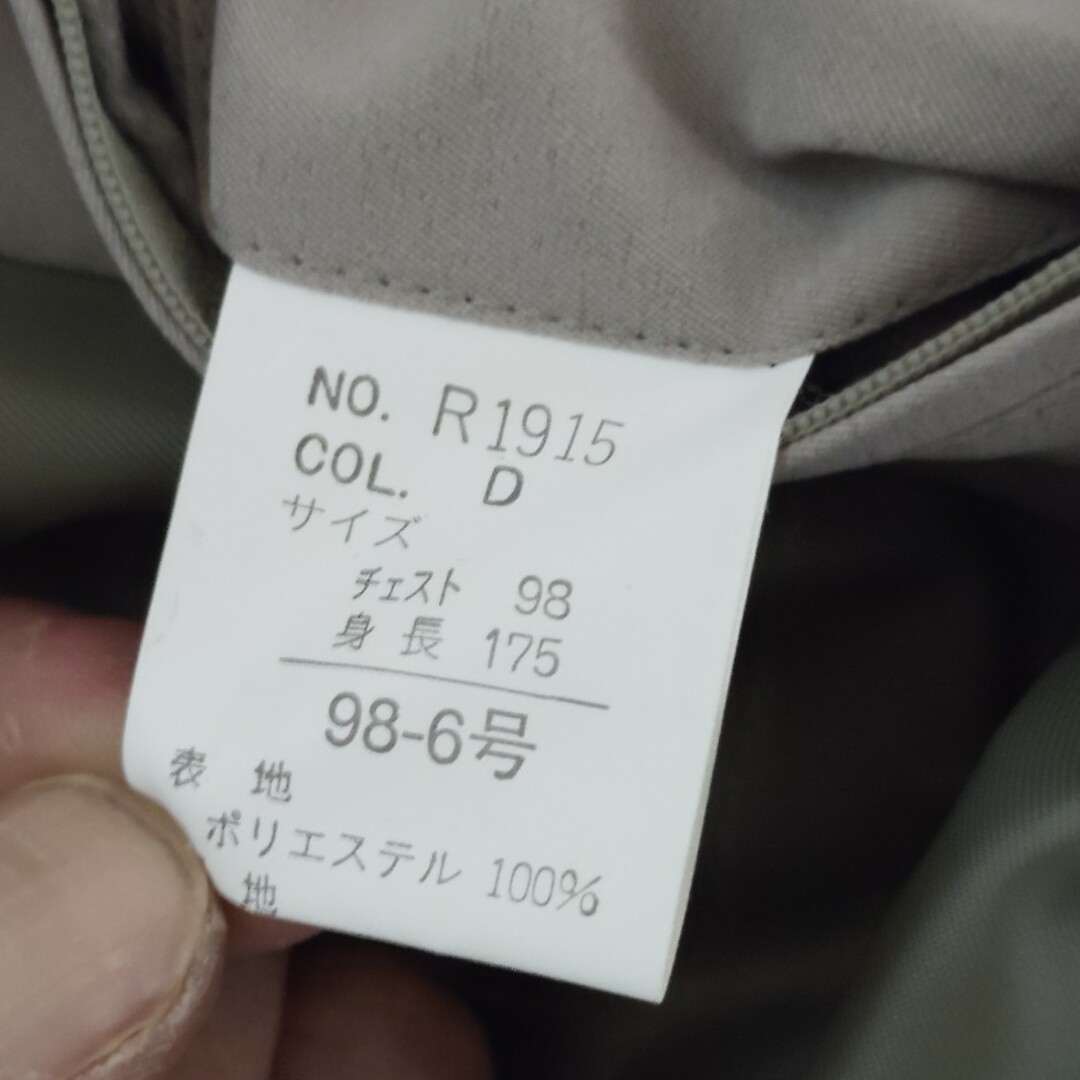 NO. R1915
COL. D
サイズ
チェスト 98
身長 175
98-6号
表地
ポリエステル 100%
地